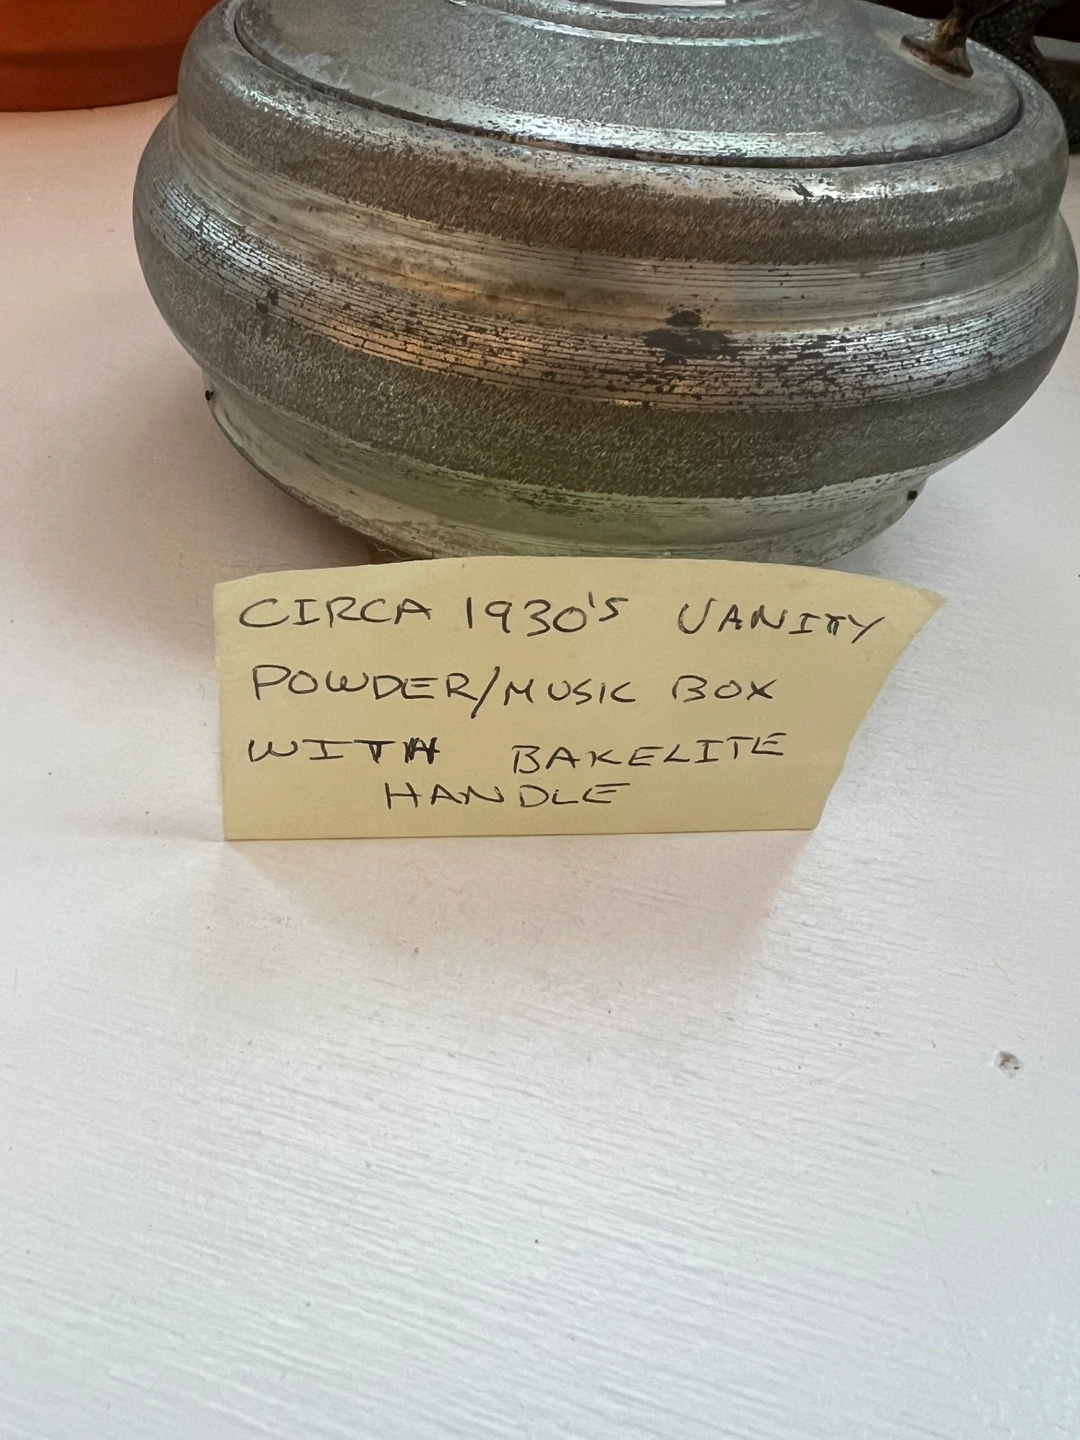 CIRCA 1930'S VANITY
POWDER/MUSIC BOX
WITH BAKELITE
HANDLE